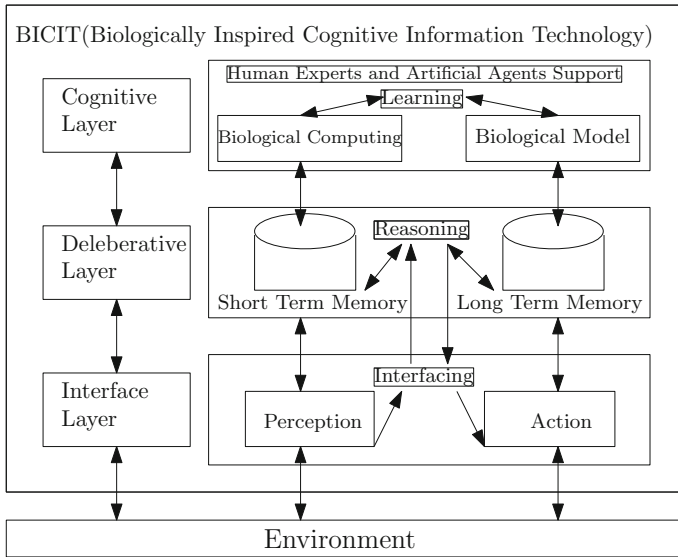 BICIT(Biologically Inspired Cognitive Information Technology)
Cognitive
Layer
Human Experts and Artificial Agents Support
Learning
Biological Computing
Biological Model
Deleberative
Layer
Reasoning
Short Term Memory
Long Term Memory
Interface
Layer
Interfacing
Perception
Action
Environment